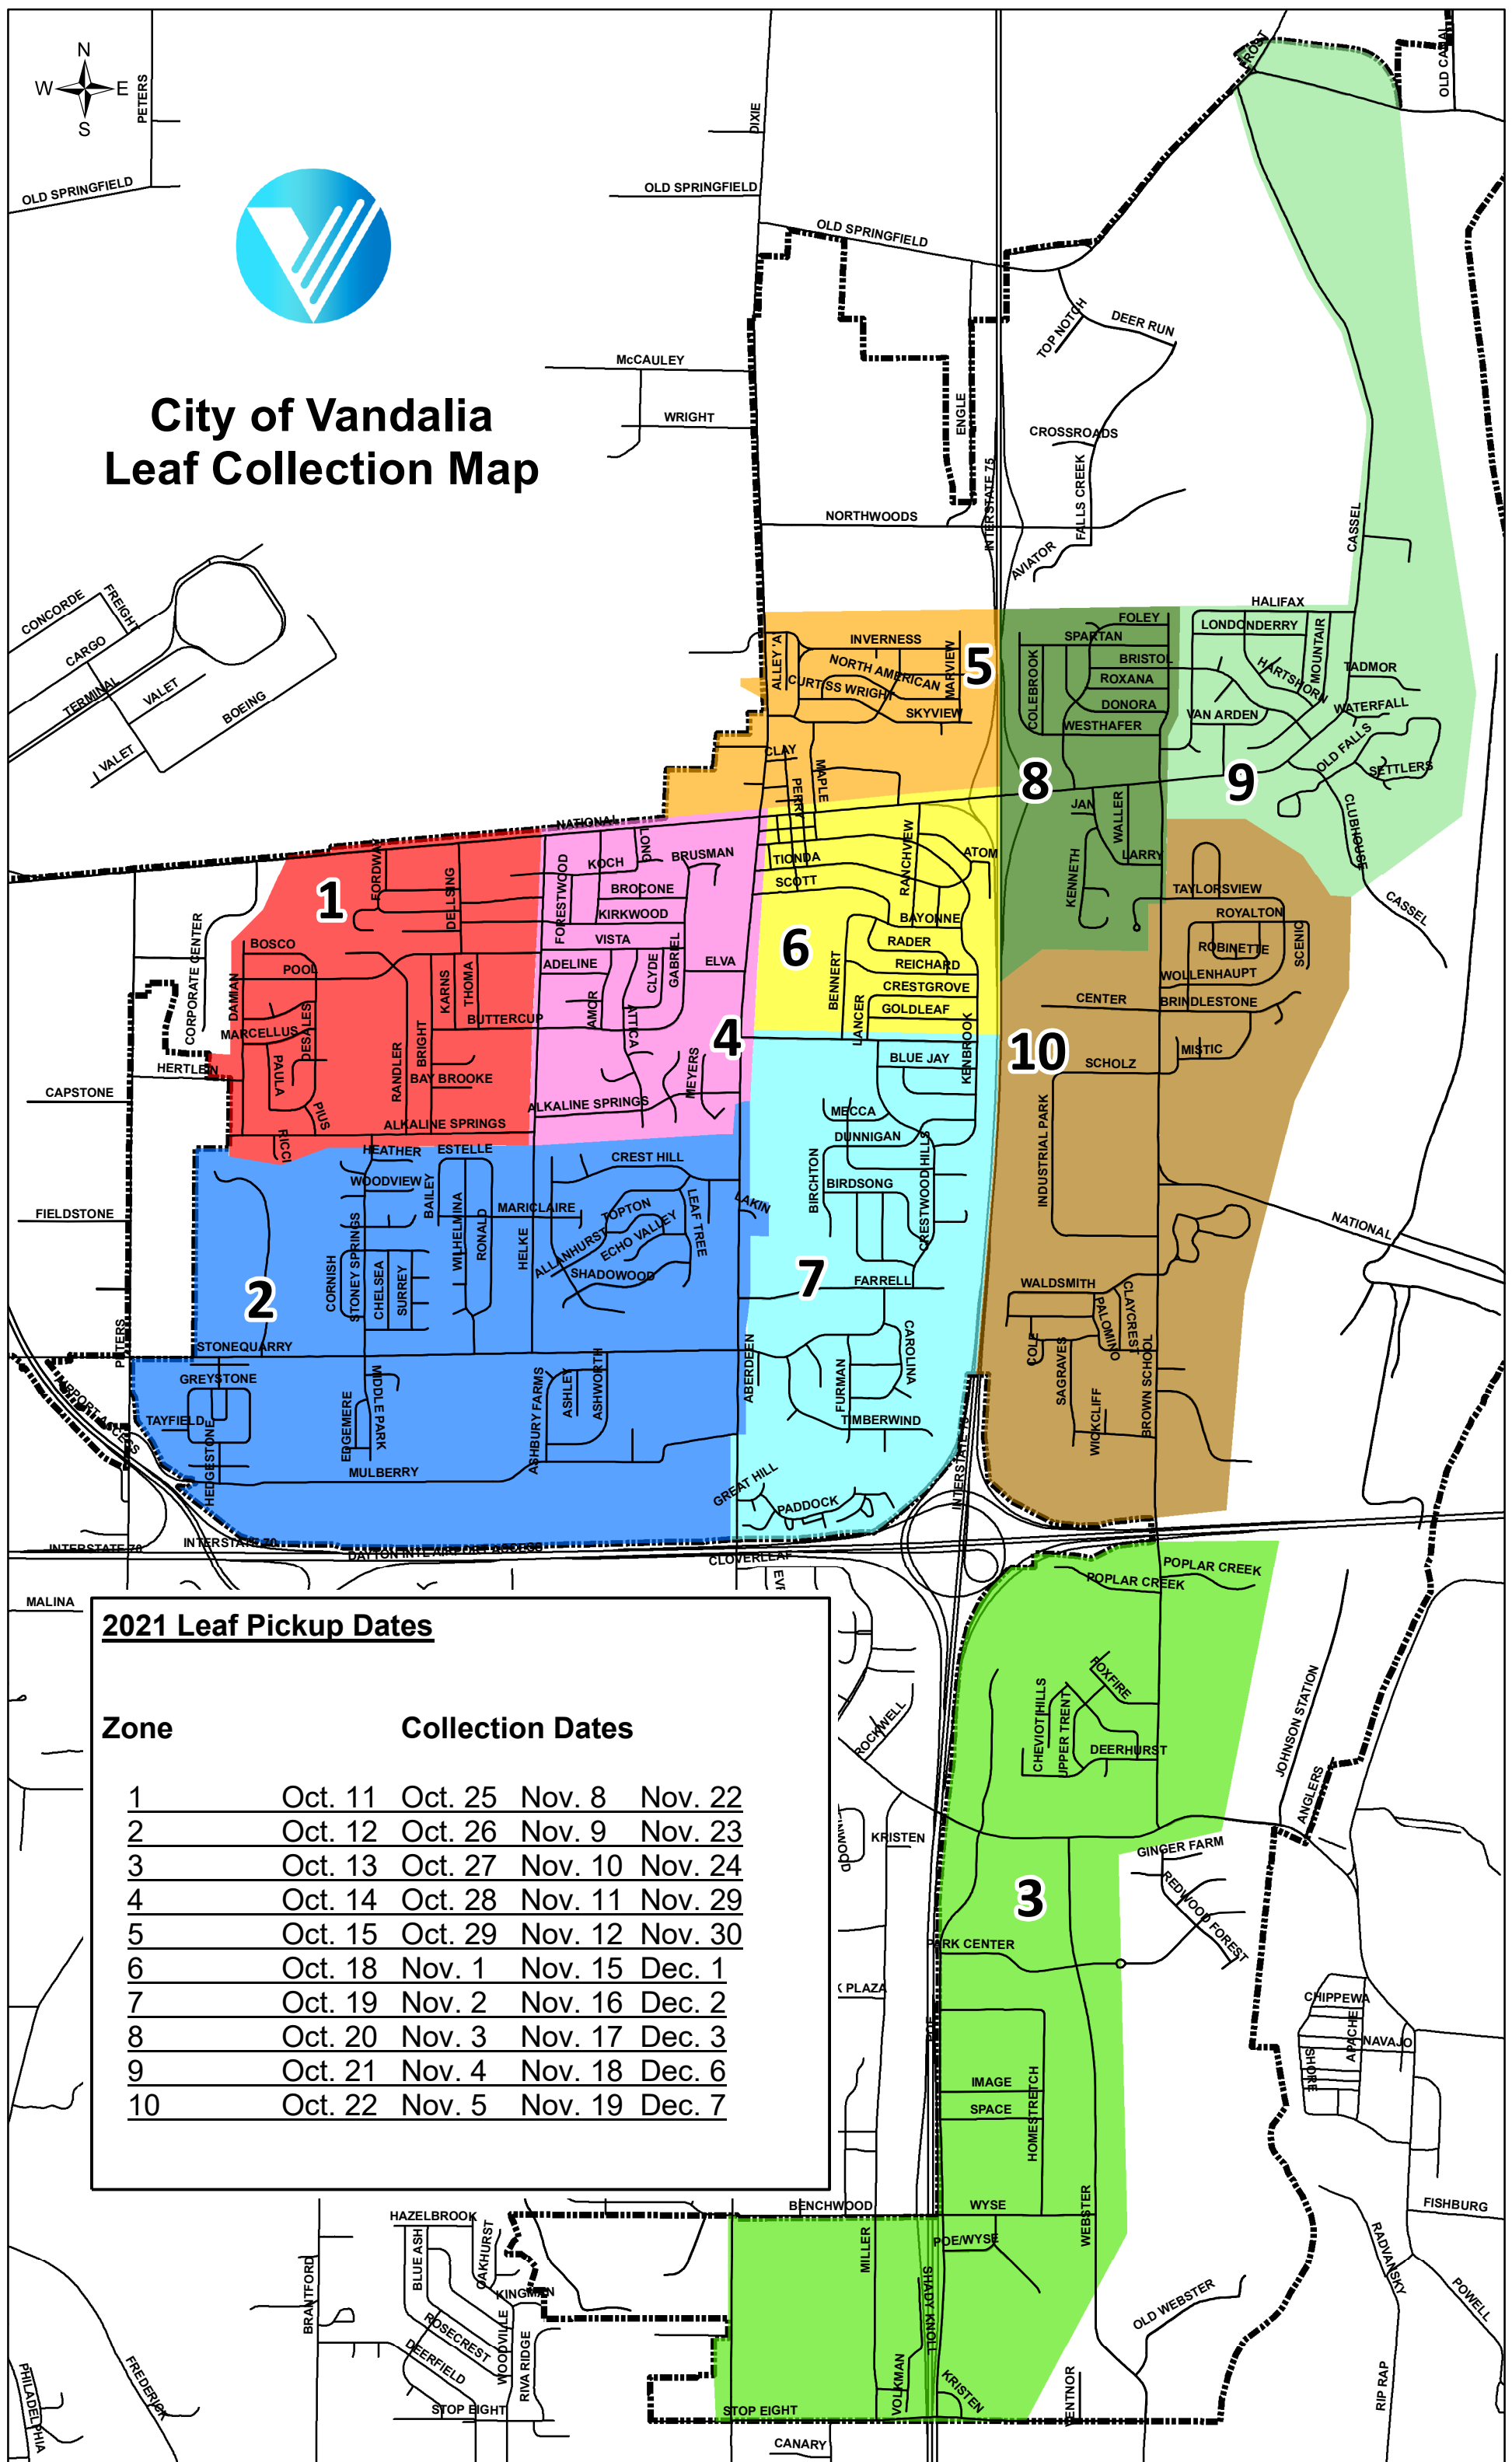 N
W E
S
PETERS
OLD SPRINGFIELD
DIXIE
OLD SPRINGFIELD
OLD SPRINGFIELD
OLD CANAL
TOP NOTCH
DEER RUN
McCAULEY
WRIGHT
ENGLE
CROSSROADS
FALLS CREEK
INTERSTATE 75
NORTHWOODS
AVIATOR
CASSEL
City of Vandalia
Leaf Collection Map
CONCORDE
FREIGHT
CARGO
TERMINAL
VALET
VALET
BOEING
HALIFAX
FOLEY
LONDONDERRY
SPARTAN
MOUNTAIR
INVERNESS
ALLEY 'A'
NORTH AMERICAN
MARVIEW
5
CURTISS WRIGHT
SKYVIEW
COLEBROOK
BRISTOL
ROXANA
DONORA
WESTHAFER
HARTSHORN
TADMOR
VAN ARDEN
WATERFALL
OLD FALLS
SETTLERS
CLAY
PERRY
MAPLE
8
9
JAN
WALLER
LARRY
KENNETH
CLUBHOUSE
CASSEL
NATIONAL
LONG
KOCH
BRUSMAN
FORESTWOOD
BROCONE
KIRKWOOD
VISTA
ADELINE
CLYDE
GABRIEL
ELVA
AMOR
ATTICA
4
MEYERS
ALKALINE SPRINGS
TIONDA
SCOTT
RANCHVIEW
ATOM
BAYONNE
RADER
REICHARD
CRESTGROVE
GOLDLEAF
BENNERT
LANCER
KENBROOK
6
1
DELLSING
BOSCO
POOL
DAMIAN
KARNS
THOMA
BUTTERCUP
MARCELLUS
DESALES
PAULA
PIUS
RICCI
RANDLER
BRIGHT
BAY BROOKE
ALKALINE SPRINGS
CORPORATE CENTER
HERTLEIN
CAPSTONE
FIELDSTONE
TAYLORSVIEW
ROYALTON
ROBINETTE
SCENIC
WOLLENHAUPT
BRINDLESTONE
CENTER
10
MISTIC
SCHOLZ
INDUSTRIAL PARK
NATIONAL
WALDSMITH
PALOMINO
CLAYCREST
COLE
SAGRAVES
WICKCLIFF
BROWN SCHOOL
BLUE JAY
MECCA
DUNNIGAN
BIRCHTON
BIRDSONG
CRESTWOOD HILLS
7
FARRELL
ABERDEEN
CAROLINA
FURMAN
TIMBERWIND
GREAT HILL
PADDOCK
INTERSTATE 75
HEATHER
ESTELLE
CREST HILL
WOODVIEW
BAILEY
WILHELMINA
RONALD
MARICLAIRE
TOPTON
LEAF TREE
LAKIN
ALLANHURST
ECHO VALLEY
SHADOWOOD
HELKE
CORNISH
STONEY SPRINGS
CHELSEA
SURREY
2
STONEQUARRY
PETERS
GREYSTONE
TAYFIELD
HEDGESTONE
EDGEMERE
MIDDLE PARK
MULBERRY
ASHBURY FARMS
ASHLEY
ASHWORTH
AIRPORT ACCESS
INTERSTATE 70
INTERSTATE 70
DAYTON INTL AIRPORT ACCESS
CLOVERLEAF
MALINA
POPLAR CREEK
POPLAR CREEK
FOXFIRE
CHEVIOT HILLS
UPPER TRENT
DEERHURST
JOHNSON STATION
ANGLERS
ROCKWELL
KRISTEN
GINGER FARM
REDWOOD FOREST
3
PARK CENTER
CHIPPEWA
APACHE
NAVAJO
SHORE
IMAGE
SPACE
HOMESTRETCH
WYSE
WEBSTER
POE/WYSE
BENCHWOOD
MILLER
SHADY KNOLL
VOLKMAN
KRISTEN
STOP EIGHT
CANARY
OLD WEBSTER
FISHBURG
RADVANSKY
POWELL
RIP RAP
2021 Leaf Pickup Dates
Zone Collection Dates
1 Oct. 11 Oct. 25 Nov. 8 Nov. 22
2 Oct. 12 Oct. 26 Nov. 9 Nov. 23
3 Oct. 13 Oct. 27 Nov. 10 Nov. 24
4 Oct. 14 Oct. 28 Nov. 11 Nov. 29
5 Oct. 15 Oct. 29 Nov. 12 Nov. 30
6 Oct. 18 Nov. 1 Nov. 15 Dec. 1
7 Oct. 19 Nov. 2 Nov. 16 Dec. 2
8 Oct. 20 Nov. 3 Nov. 17 Dec. 3
9 Oct. 21 Nov. 4 Nov. 18 Dec. 6
10 Oct. 22 Nov. 5 Nov. 19 Dec. 7
HAZELBROOK
BLUE ASH
OAKHURST
KINGMAN
BRANTFORD
ROSECREST
WOODVILLE
RIVA RIDGE
DEERFIELD
STOP EIGHT
FREDERICK
PHILADELPHIA